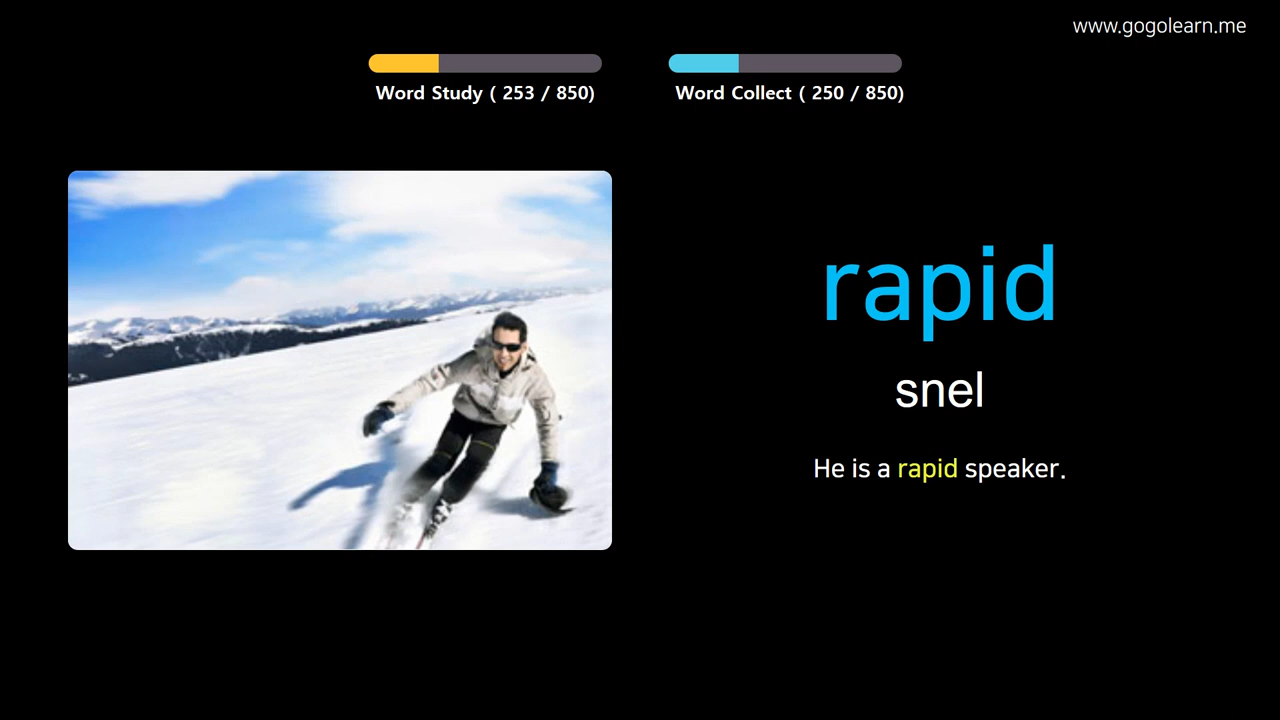 www.gogolearn.me
Word Study ( 253 / 850)
Word Collect ( 250 / 850)
rapid
snel
He is a rapid speaker.